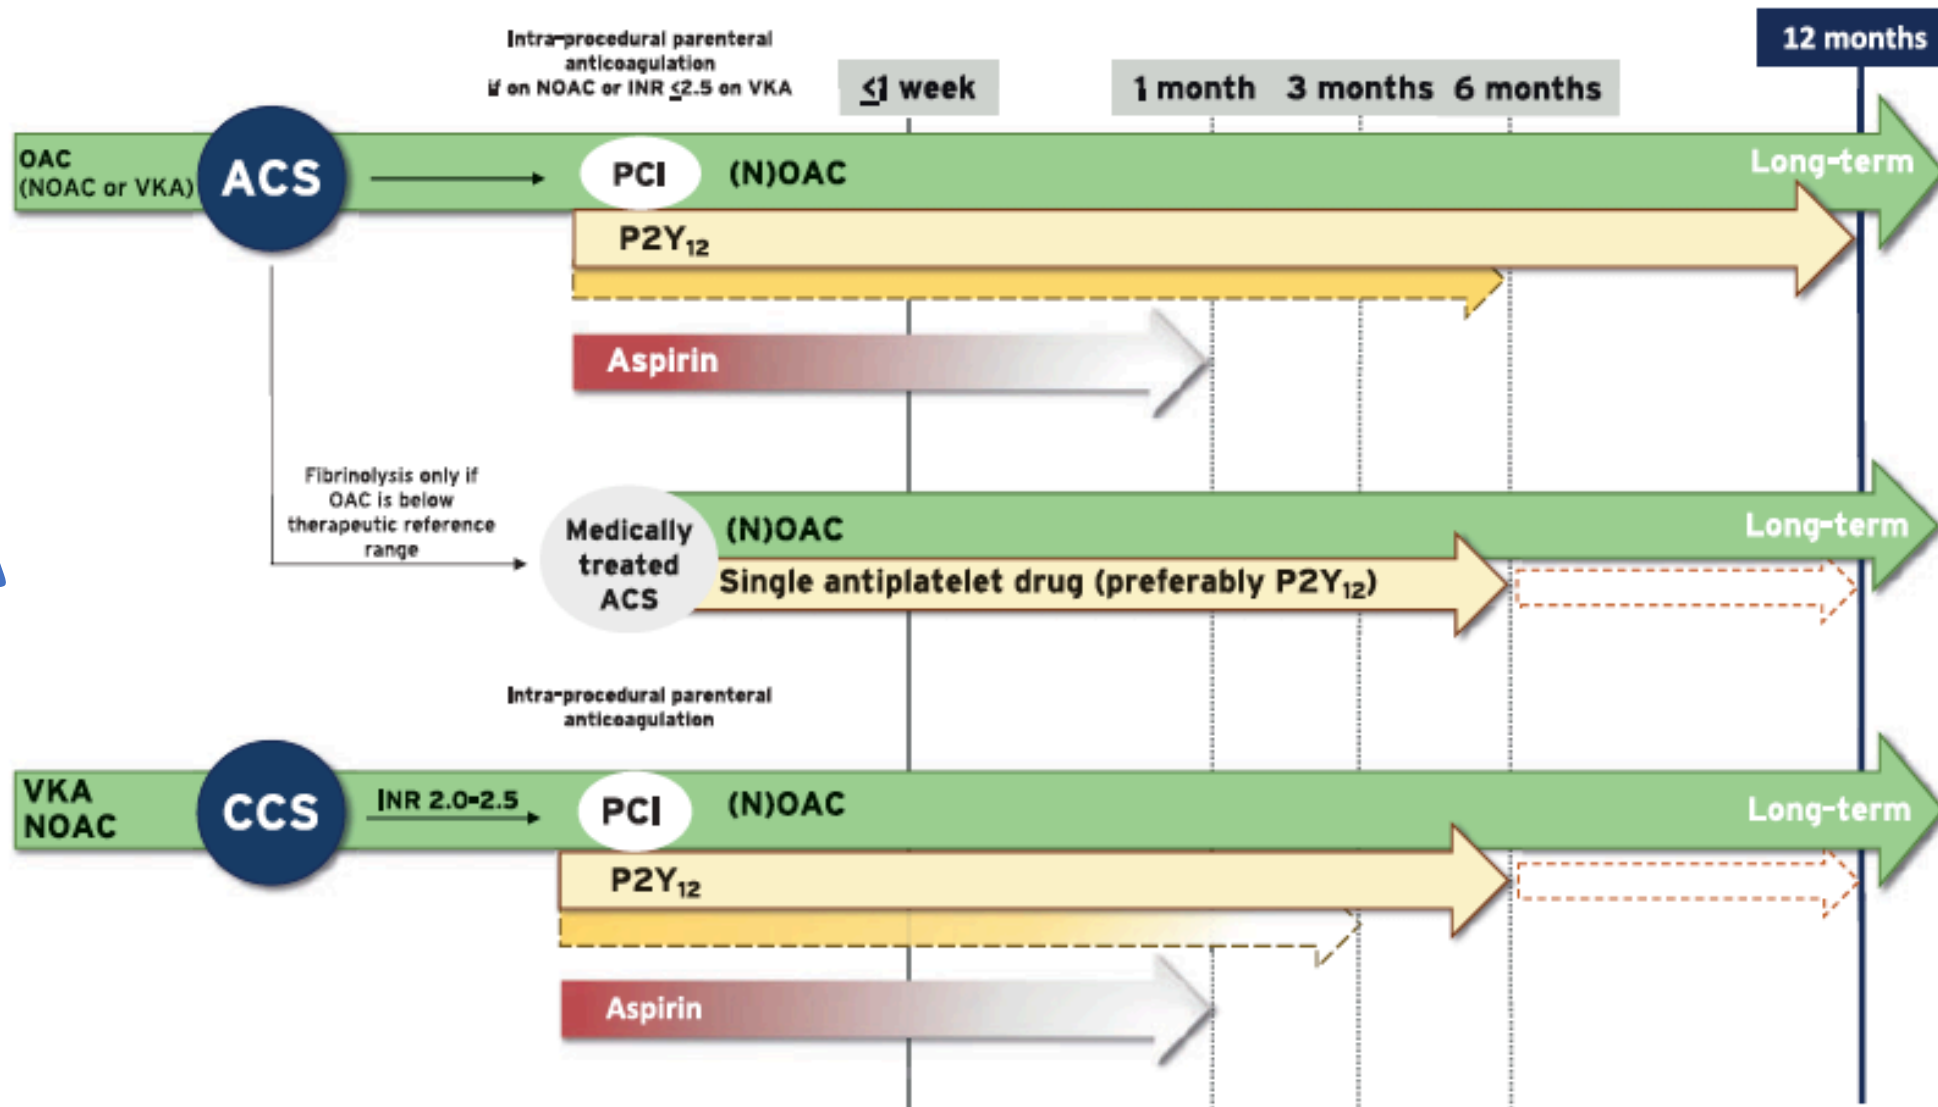 Intra-procedural parenteral
anticoagulation
if on NOAC or INR ≤2.5 on VKA
12 months
≤1 week
1 month
3 months
6 months
OAC
(NOAC or VKA)
ACS
PCI
(N)OAC
Long-term
P2Y₁₂
Aspirin
Fibrinolysis only if
OAC is below
therapeutic reference
range
Medically
treated
ACS
(N)OAC
Long-term
Single antiplatelet drug (preferably P2Y₁₂)
Intra-procedural parenteral
anticoagulation
VKA
NOAC
CCS
INR 2.0-2.5
PCI
(N)OAC
Long-term
P2Y₁₂
Aspirin